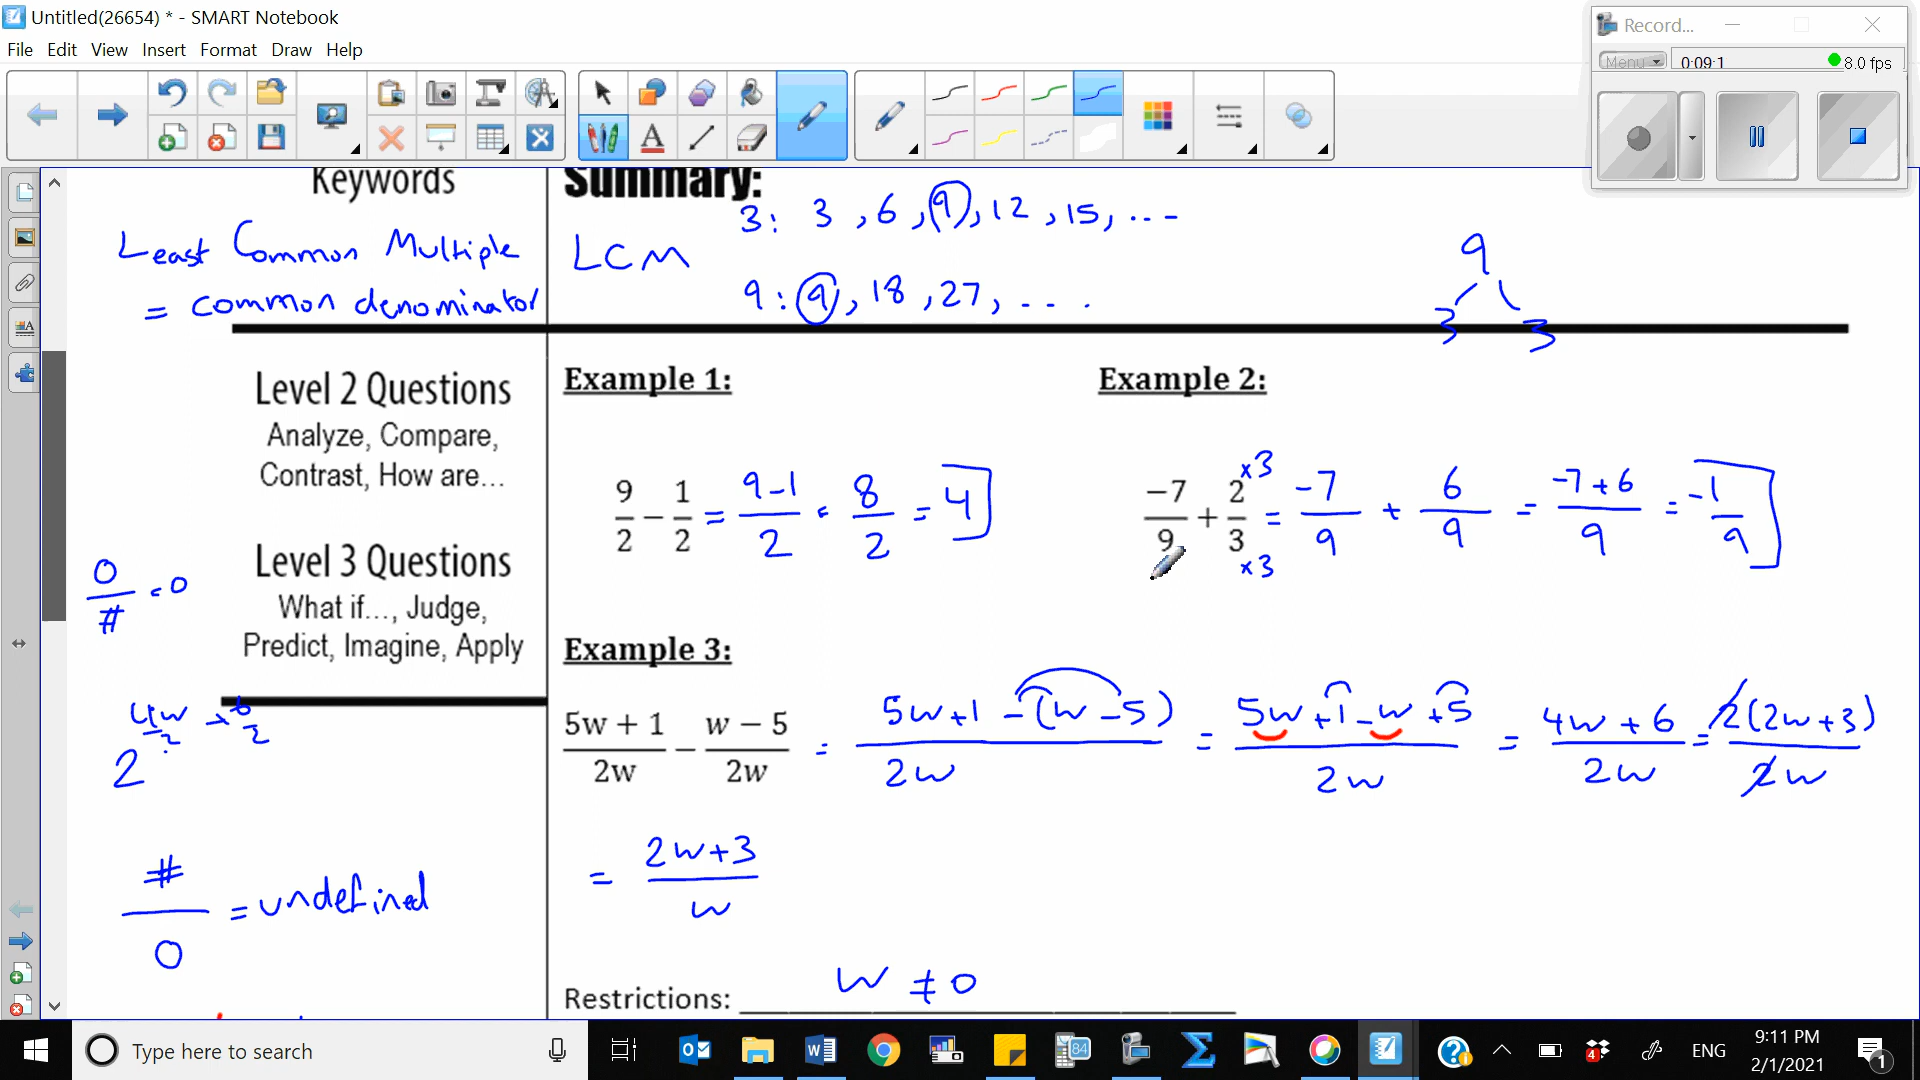 Untitled(26654) * - SMART Notebook
File Edit View Insert Format Draw Help
Record...
Menu
0:09:1
8.0 fps
Keywords
Least Common Multiple
= common denominator
Summary:
LCM
3: 3, 6, 9, 12, 15, ...
9: 9, 18, 27, ....
9
3 3
Level 2 Questions
Analyze, Compare,
Contrast, How are...
Level 3 Questions
What if..., Judge,
Predict, Imagine, Apply
0/# = 0
#/0 = undefined
Example 1:
9/2 − 1/2 = 9-1/2 = 8/2 = 4
Example 2:
−7/9 + 2/3 ×3 ×3 = -7/9 + 6/9 = -7+6/9 = -1/9
Example 3:
5w + 1/2w − w − 5/2w = 5w+1-(w-5)/2w = 5w+1-w+5/2w = 4w+6/2w = 2(2w+3)/2w
= 2w+3/w
Restrictions: w ≠ 0
Type here to search
84
4
ENG
9:11 PM
2/1/2021
1